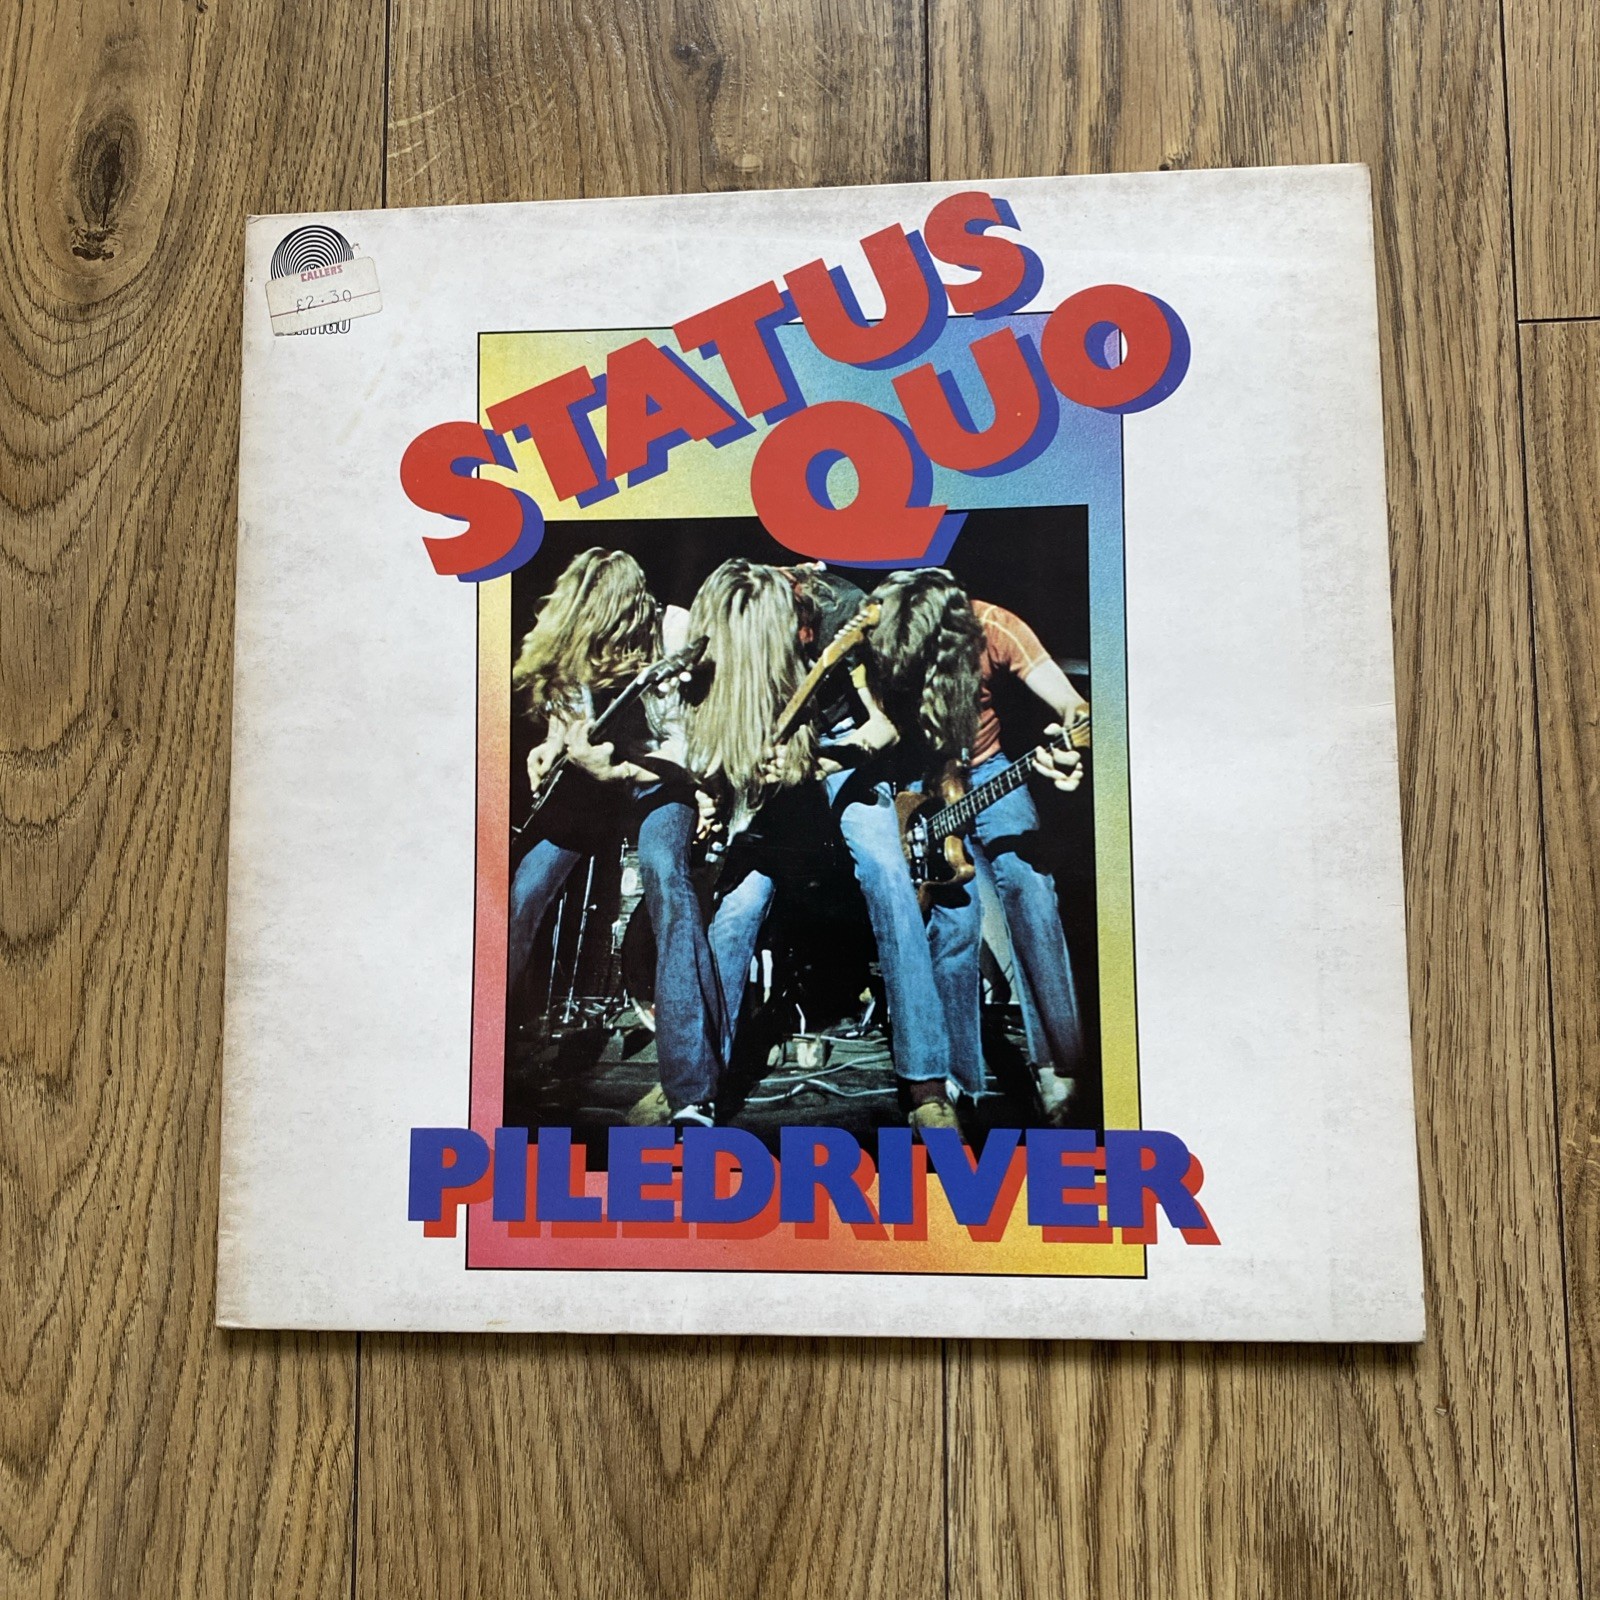 CALLERS
£2.30
STATUS
QUO
PILEDRIVER